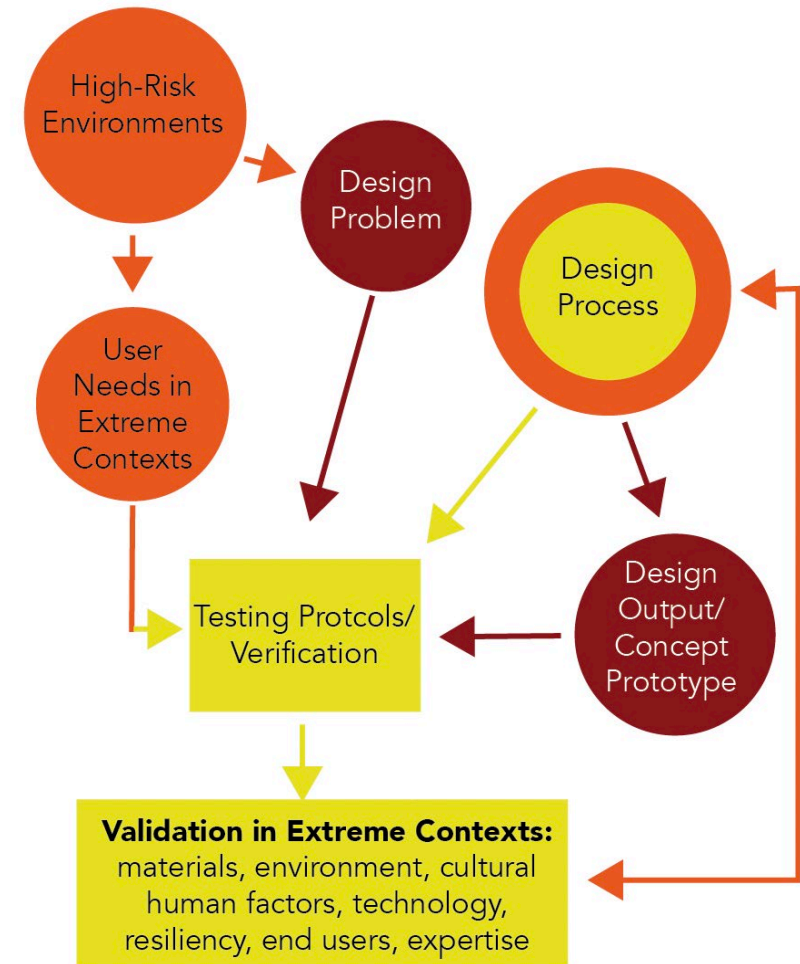 High-Risk
Environments
Design
Problem
Design
Process
User
Needs in
Extreme
Contexts
Testing Protcols/
Verification
Design
Output/
Concept
Prototype
Validation in Extreme Contexts:
materials, environment, cultural
human factors, technology,
resiliency, end users, expertise